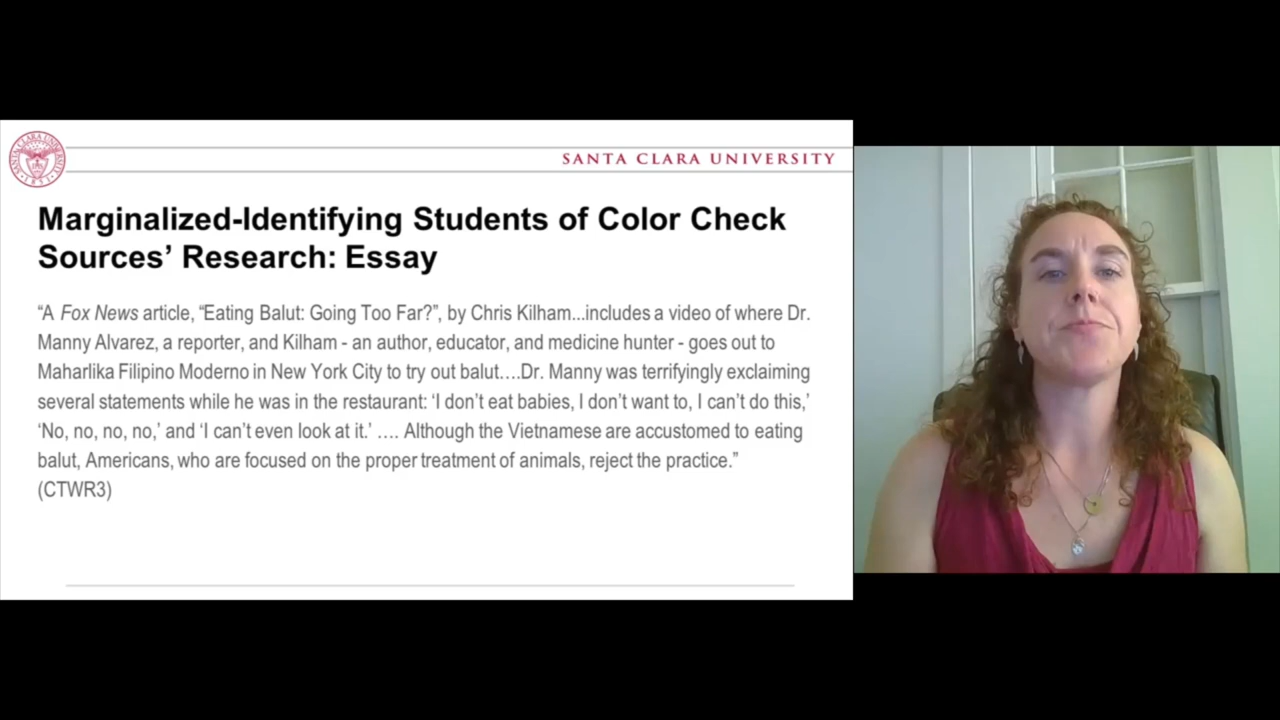 SANTA CLARA UNIVERSITY
Marginalized-Identifying Students of Color Check
Sources’ Research: Essay
“A Fox News article, “Eating Balut: Going Too Far?”, by Chris Kilham...includes a video of where Dr.
Manny Alvarez, a reporter, and Kilham - an author, educator, and medicine hunter - goes out to
Maharlika Filipino Moderno in New York City to try out balut….Dr. Manny was terrifyingly exclaiming
several statements while he was in the restaurant: ‘I don’t eat babies, I don’t want to, I can’t do this,’
‘No, no, no, no,’ and ‘I can’t even look at it.’ …. Although the Vietnamese are accustomed to eating
balut, Americans, who are focused on the proper treatment of animals, reject the practice.”
(CTWR3)